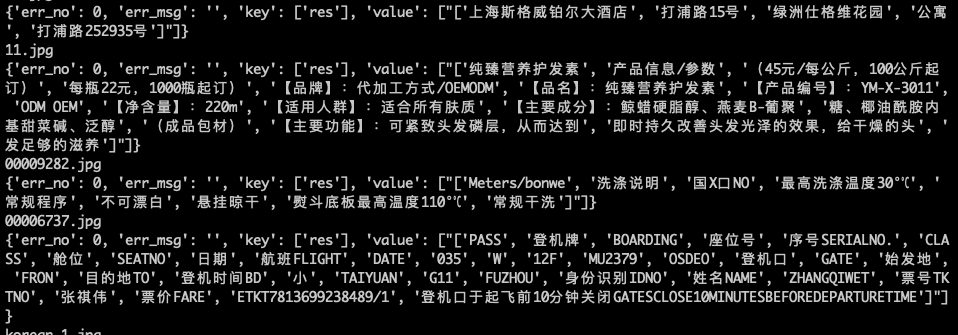 {'err_no': 0, 'err_msg': '', 'key': ['res'], 'value': ["['上海斯格威铂尔大酒店', '打浦路15号', '绿洲仕格维花园', '公寓
', '打浦路252935号']"]}
11.jpg
{'err_no': 0, 'err_msg': '', 'key': ['res'], 'value': ["['纯臻营养护发素', '产品信息/参数', '（45元/每公斤，100公斤起
订）', '每瓶22元，1000瓶起订）', '【品牌】：代加工方式/OEMODM', '【品名】：纯臻营养护发素', '【产品编号】：YM-X-3011',
'ODM OEM', '【净含量】：220m', '【适用人群】：适合所有肤质', '【主要成分】：鲸蜡硬脂醇、燕麦B-葡聚', '糖、椰油酰胺内
基甜菜碱、泛醇', '（成品包材）', '【主要功能】：可紧致头发磷层，从而达到', '即时持久改善头发光泽的效果，给干燥的头', '
发足够的滋养']"]}
00009282.jpg
{'err_no': 0, 'err_msg': '', 'key': ['res'], 'value': ["['Meters/bonwe', '洗涤说明', '国X口NO', '最高洗涤温度30°℃', '
常规程序', '不可漂白', '悬挂晾干', '熨斗底板最高温度110°℃', '常规干洗']"]}
00006737.jpg
{'err_no': 0, 'err_msg': '', 'key': ['res'], 'value': ["['PASS', '登机牌', 'BOARDING', '座位号', '序号SERIALNO.', 'CLA
SS', '舱位', 'SEATNO', '日期', '航班FLIGHT', 'DATE', '035', 'W', '12F', 'MU2379', 'OSDEO', '登机口', 'GATE', '始发地',
'FRON', '目的地TO', '登机时间BD', '小', 'TAIYUAN', 'G11', 'FUZHOU', '身份识别IDNO', '姓名NAME', 'ZHANGQIWET', '票号TK
TNO', '张祺伟', '票价FARE', 'ETKT7813699238489/1', '登机口于起飞前10分钟关闭GATESCLOSE10MINUTESBEFOREDEPARTURETIME']"]
}
korean_1.jpg